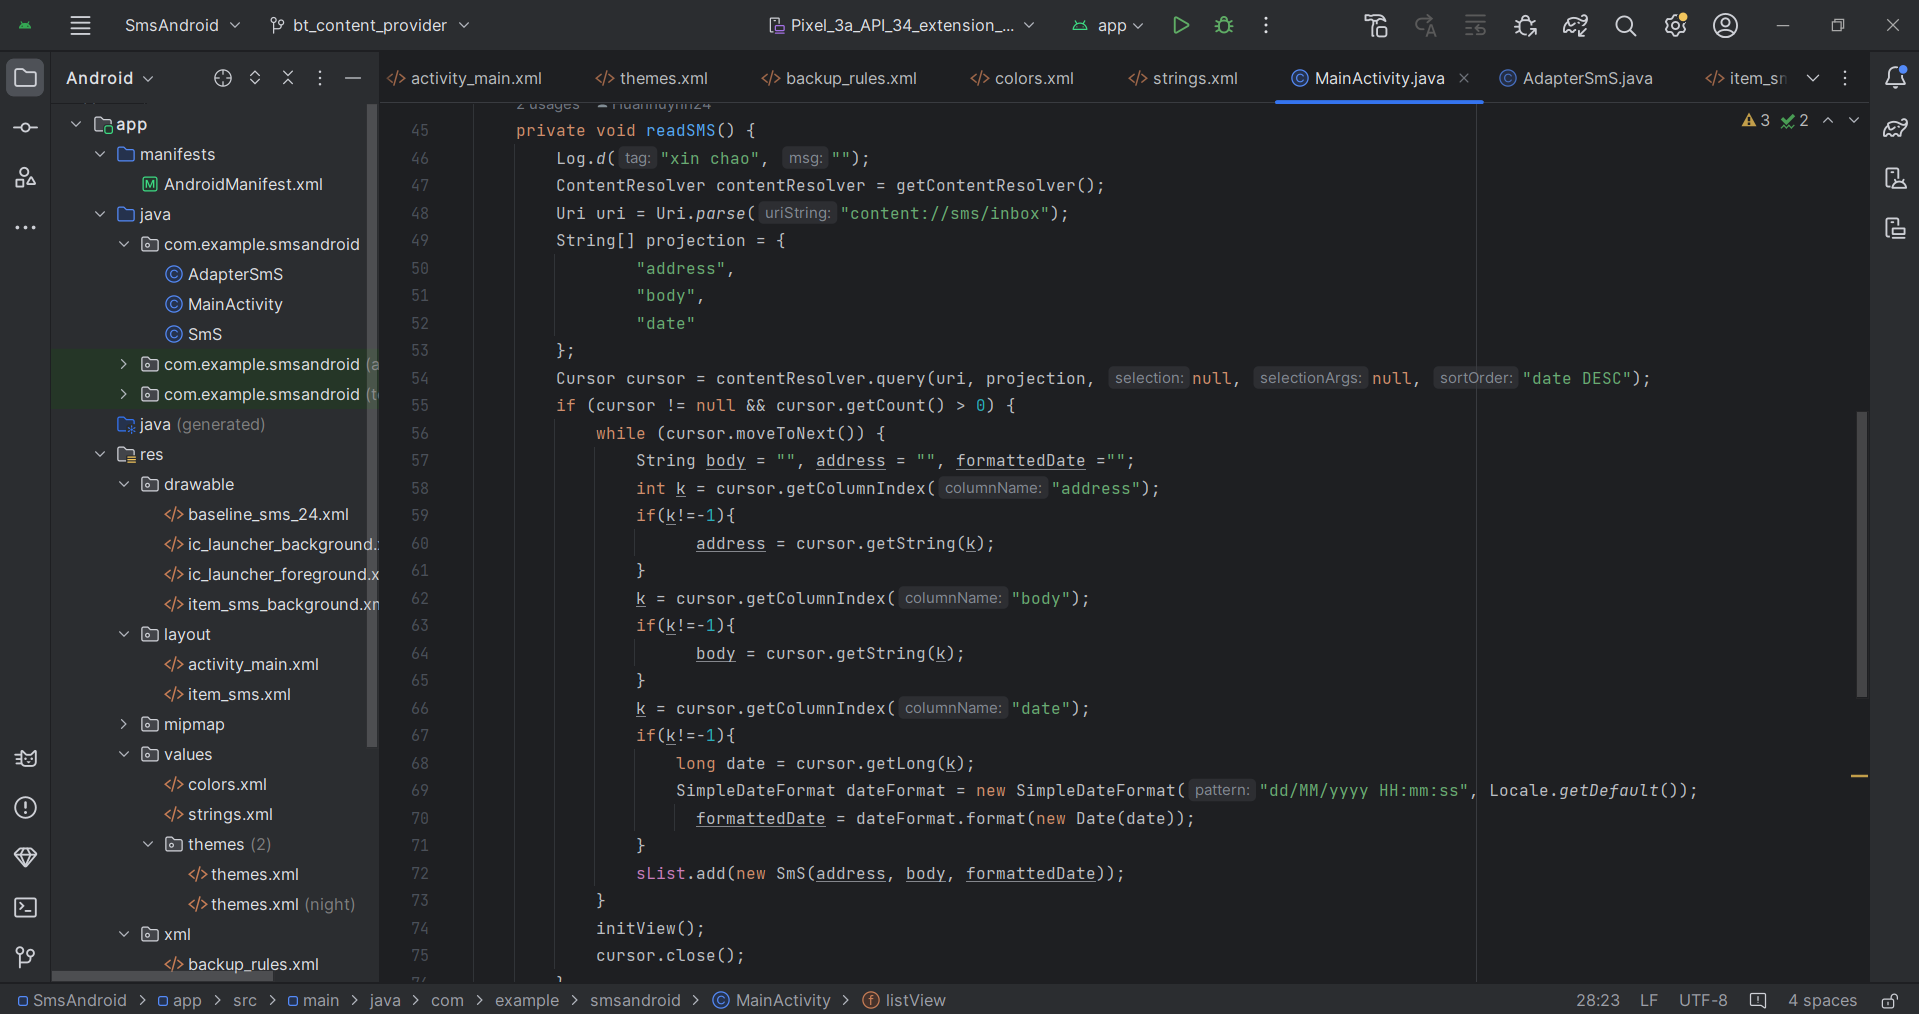 SmsAndroid bt_content_provider Pixel_3a_API_34_extension_... app
Android
activity_main.xml themes.xml backup_rules.xml colors.xml strings.xml MainActivity.java AdapterSmS.java item_sm
app
manifests
AndroidManifest.xml
java
com.example.smsandroid
AdapterSmS
MainActivity
SmS
com.example.smsandroid (a
com.example.smsandroid (t
java (generated)
res
drawable
baseline_sms_24.xml
ic_launcher_background.
ic_launcher_foreground.x
item_sms_background.xm
layout
activity_main.xml
item_sms.xml
mipmap
values
colors.xml
strings.xml
themes (2)
themes.xml
themes.xml (night)
xml
backup_rules.xml
2 usages Huanhuynh24
3 2
45 private void readSMS() {
46 Log.d( tag: "xin chao", msg: "");
47 ContentResolver contentResolver = getContentResolver();
48 Uri uri = Uri.parse( uriString: "content://sms/inbox");
49 String[] projection = {
50 "address",
51 "body",
52 "date"
53 };
54 Cursor cursor = contentResolver.query(uri, projection, selection: null, selectionArgs: null, sortOrder: "date DESC");
55 if (cursor != null && cursor.getCount() > 0) {
56 while (cursor.moveToNext()) {
57 String body = "", address = "", formattedDate ="";
58 int k = cursor.getColumnIndex( columnName: "address");
59 if(k!=-1){
60 address = cursor.getString(k);
61 }
62 k = cursor.getColumnIndex( columnName: "body");
63 if(k!=-1){
64 body = cursor.getString(k);
65 }
66 k = cursor.getColumnIndex( columnName: "date");
67 if(k!=-1){
68 long date = cursor.getLong(k);
69 SimpleDateFormat dateFormat = new SimpleDateFormat( pattern: "dd/MM/yyyy HH:mm:ss", Locale.getDefault());
70 formattedDate = dateFormat.format(new Date(date));
71 }
72 sList.add(new SmS(address, body, formattedDate));
73 }
74 initView();
75 cursor.close();
76 }
SmsAndroid > app > src > main > java > com > example > smsandroid > MainActivity > listView 28:23 LF UTF-8 4 spaces